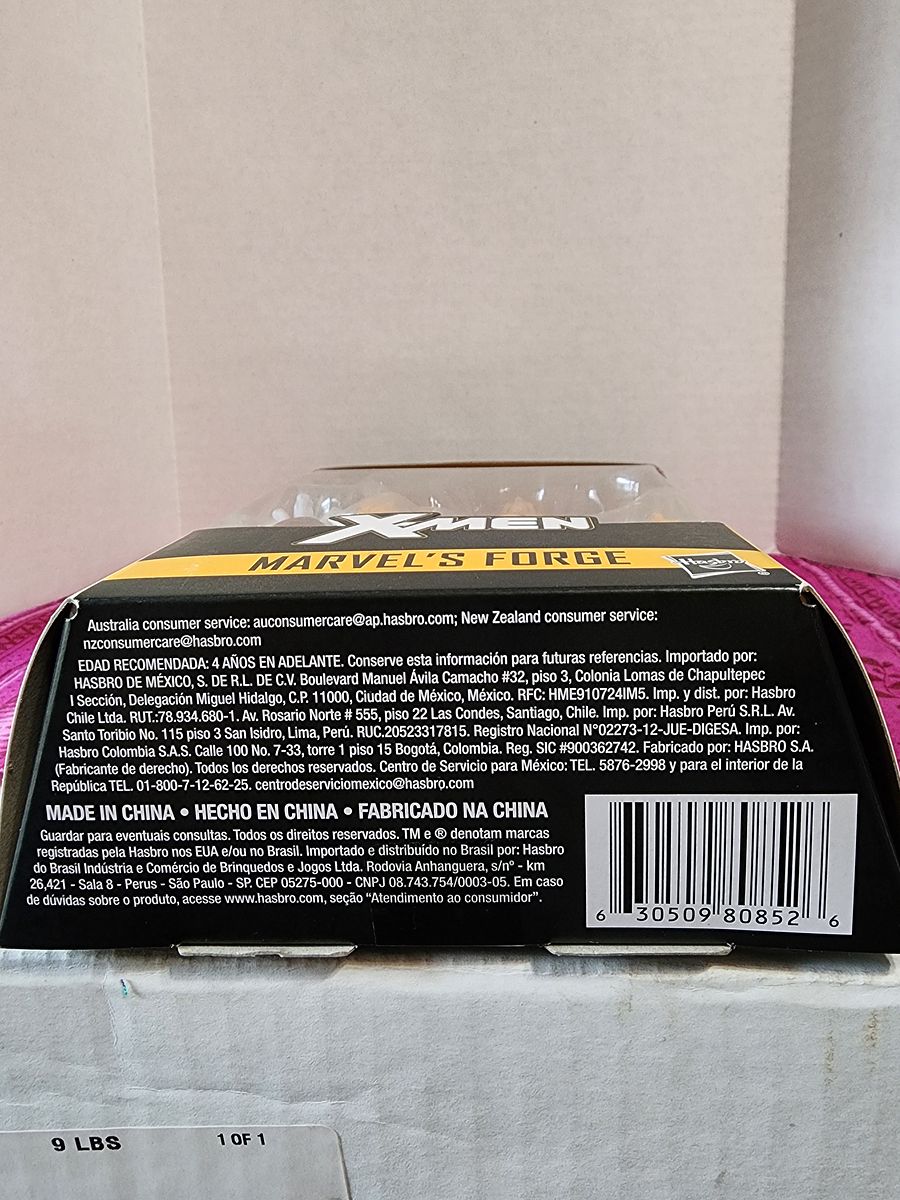 X-MEN
MARVEL'S FORGE
Hasbro
®
Australia consumer service: auconsumercare@ap.hasbro.com; New Zealand consumer service:
nzconsumercare@hasbro.com
EDAD RECOMENDADA: 4 AÑOS EN ADELANTE. Conserve esta información para futuras referencias. Importado por:
HASBRO DE MÉXICO, S. DE R.L. DE C.V. Boulevard Manuel Ávila Camacho #32, piso 3, Colonia Lomas de Chapultepec
I Sección, Delegación Miguel Hidalgo, C.P. 11000, Ciudad de México, México. RFC: HME910724IM5. Imp. y dist. por: Hasbro
Chile Ltda. RUT.:78.934.680-1. Av. Rosario Norte # 555, piso 22 Las Condes, Santiago, Chile. Imp. por: Hasbro Perú S.R.L. Av.
Santo Toribio No. 115 piso 3 San Isidro, Lima, Perú. RUC.20523317815. Registro Nacional N°02273-12-JUE-DIGESA. Imp. por:
Hasbro Colombia S.A.S. Calle 100 No. 7-33, torre 1 piso 15 Bogotá, Colombia. Reg. SIC #900362742. Fabricado por: HASBRO S.A.
(Fabricante de derecho). Todos los derechos reservados. Centro de Servicio para México: TEL. 5876-2998 y para el interior de la
República TEL. 01-800-7-12-62-25. centrodeserviciomexico@hasbro.com
MADE IN CHINA • HECHO EN CHINA • FABRICADO NA CHINA
Guardar para eventuais consultas. Todos os direitos reservados. TM e ® denotam marcas
registradas pela Hasbro nos EUA e/ou no Brasil. Importado e distribuído no Brasil por: Hasbro
do Brasil Indústria e Comércio de Brinquedos e Jogos Ltda. Rodovia Anhanguera, s/nº - km
26,421 - Sala 8 - Perus - São Paulo - SP. CEP 05275-000 - CNPJ 08.743.754/0003-05. Em caso
de dúvidas sobre o produto, acesse www.hasbro.com, seção "Atendimento ao consumidor".
6 30509 80852 6
9 LBS 1 OF 1